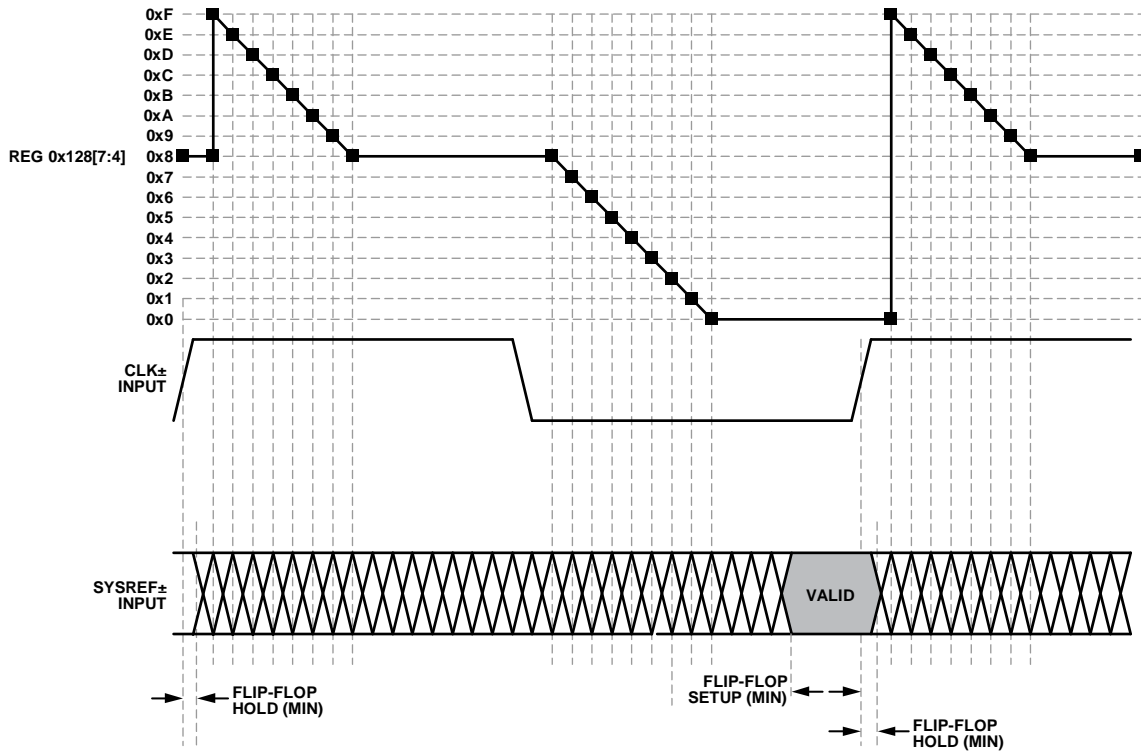 0xF
0xE
0xD
0xC
0xB
0xA
0x9
REG 0x128[7:4] 0x8
0x7
0x6
0x5
0x4
0x3
0x2
0x1
0x0
CLK±
INPUT
SYSREF±
INPUT
VALID
FLIP-FLOP
HOLD (MIN)
FLIP-FLOP
SETUP (MIN)
FLIP-FLOP
HOLD (MIN)